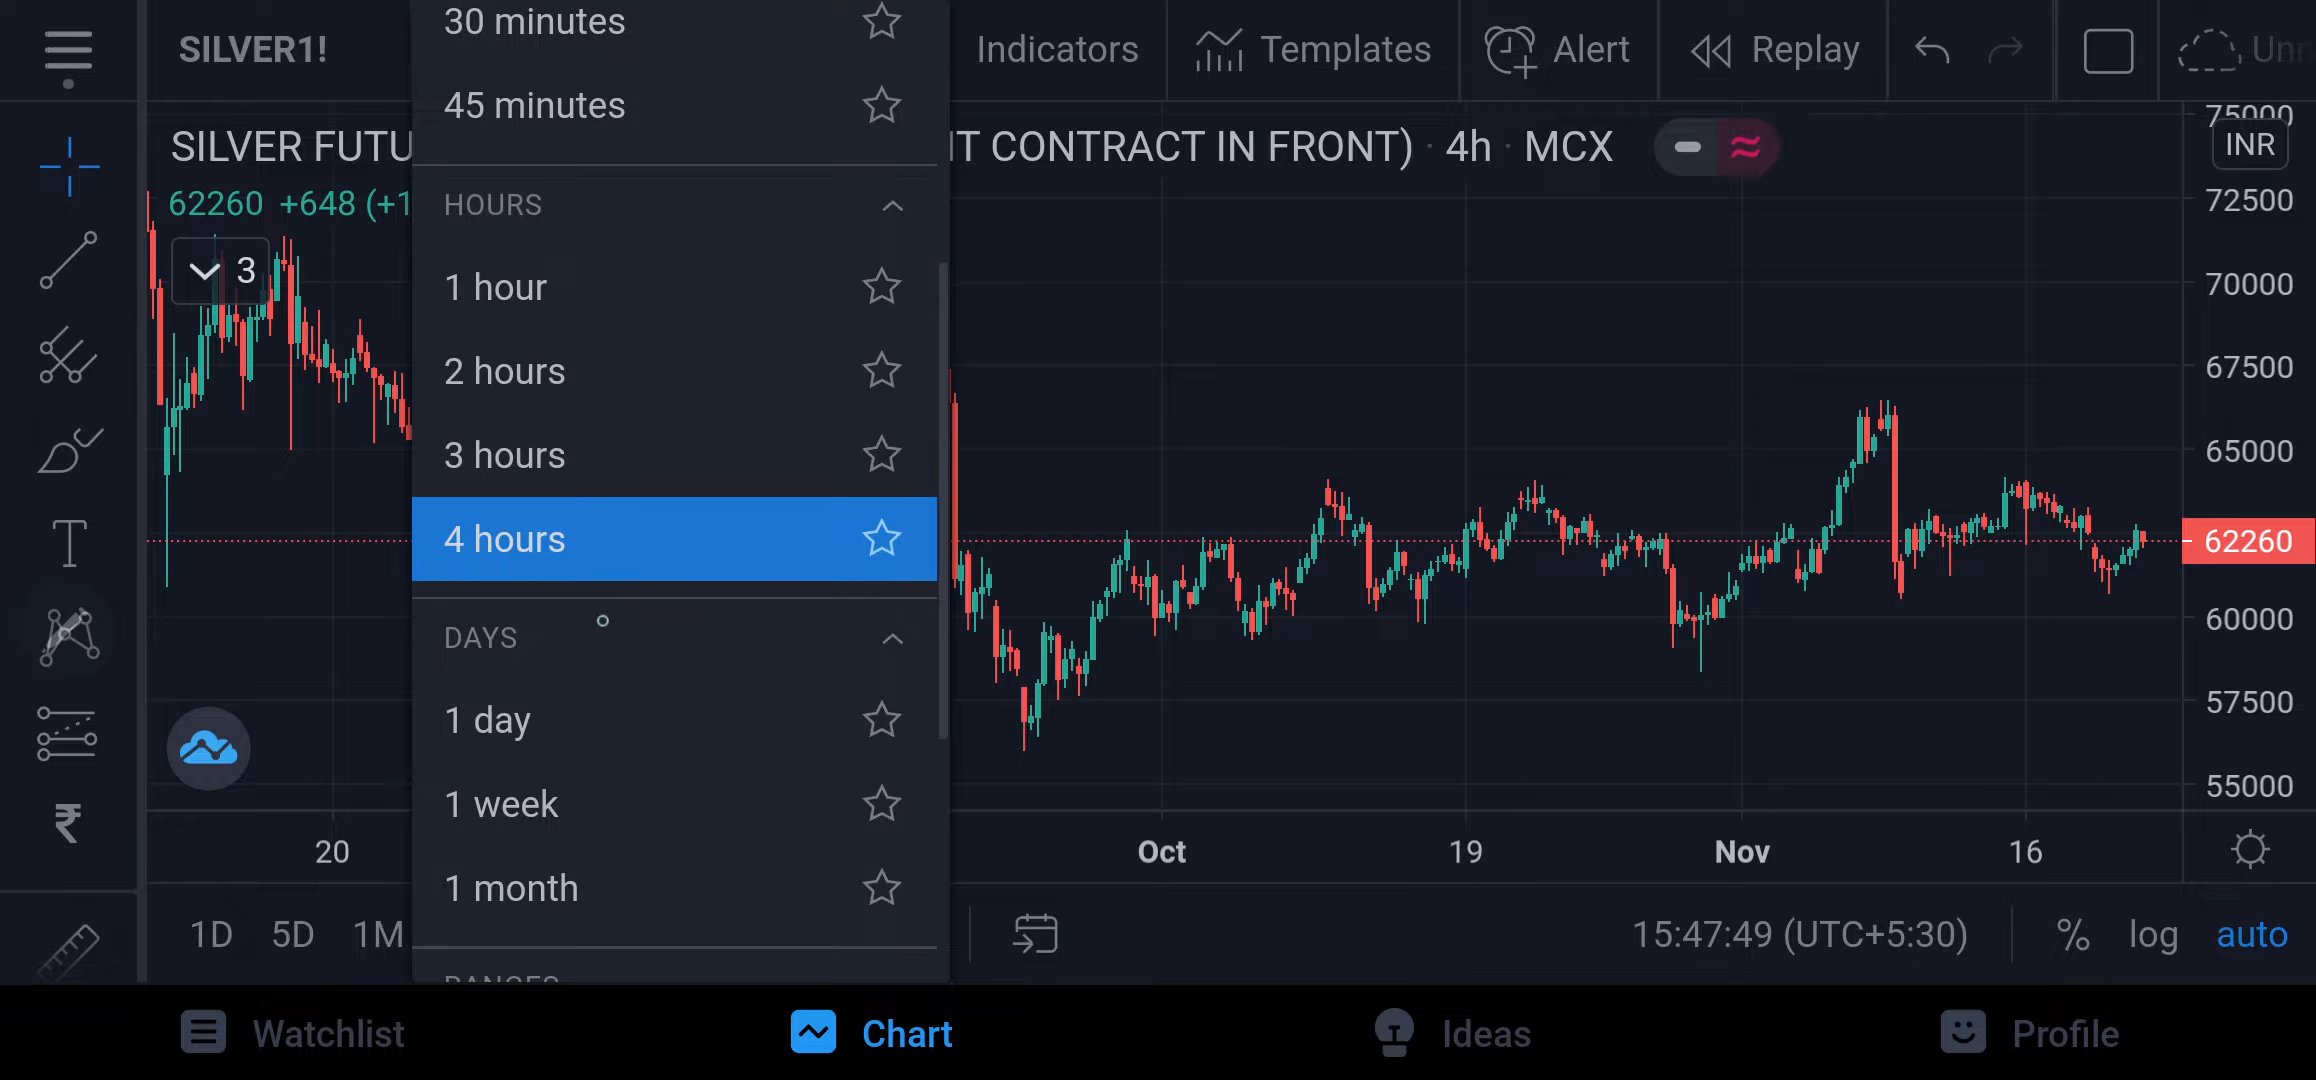 SILVER1!
Indicators
Templates
Alert
Replay
30 minutes
45 minutes
SILVER FUTU
T CONTRACT IN FRONT) · 4h · MCX
62260 +648 (+1
3
HOURS
1 hour
2 hours
3 hours
4 hours
DAYS
1 day
1 week
1 month
RANGES
75000
INR
72500
70000
67500
65000
62260
60000
57500
55000
20
Oct
19
Nov
16
₹
1D 5D 1M
15:47:49 (UTC+5:30)
% log auto
Watchlist
Chart
Ideas
Profile